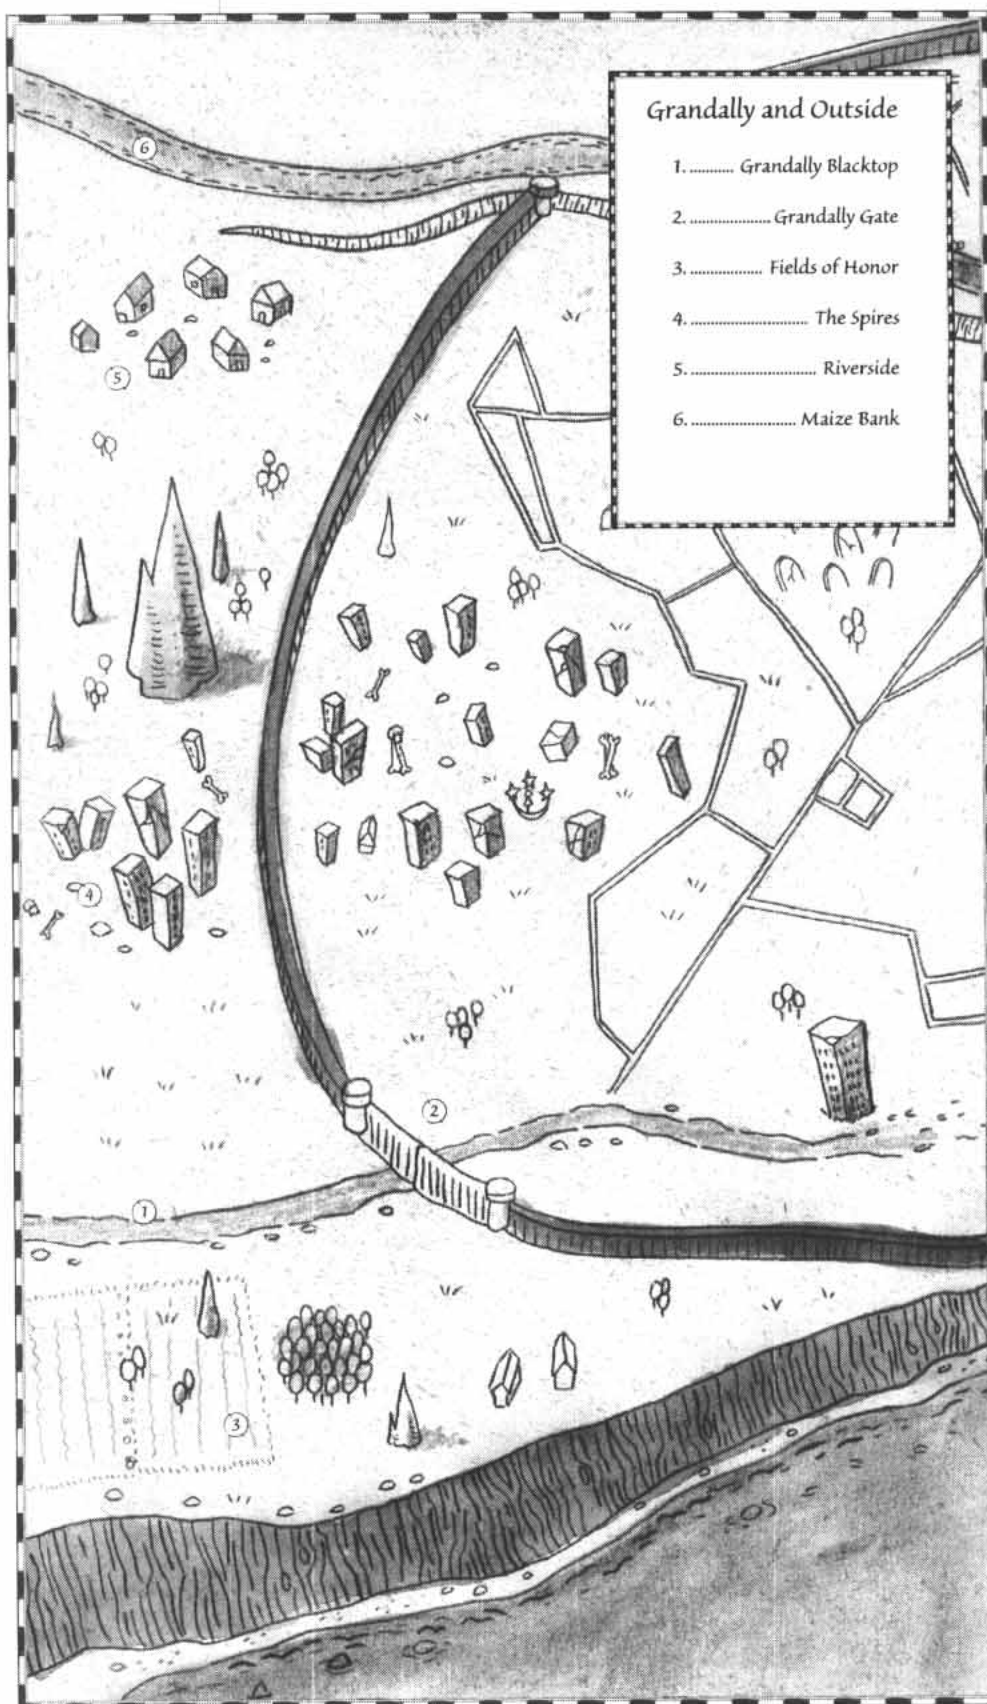 Grandally and Outside
1. .......... Grandally Blacktop
2. ................... Grandally Gate
3. ................ Fields of Honor
4. ............................ The Spires
5. .............................. Riverside
6. ......................... Maize Bank
6
5
4
2
1
3